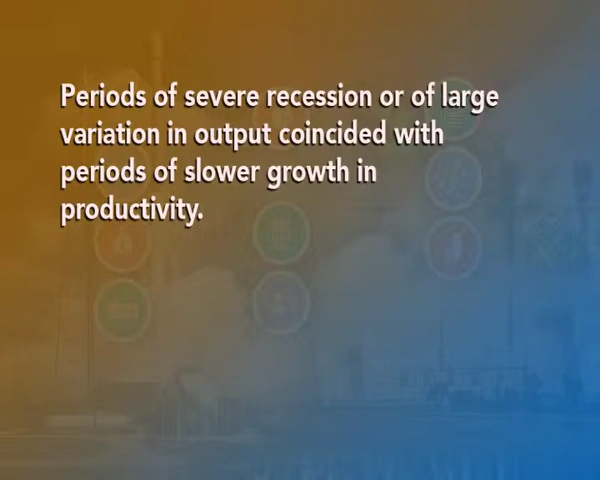 Periods of severe recession or of large
variation in output coincided with
periods of slower growth in
productivity.